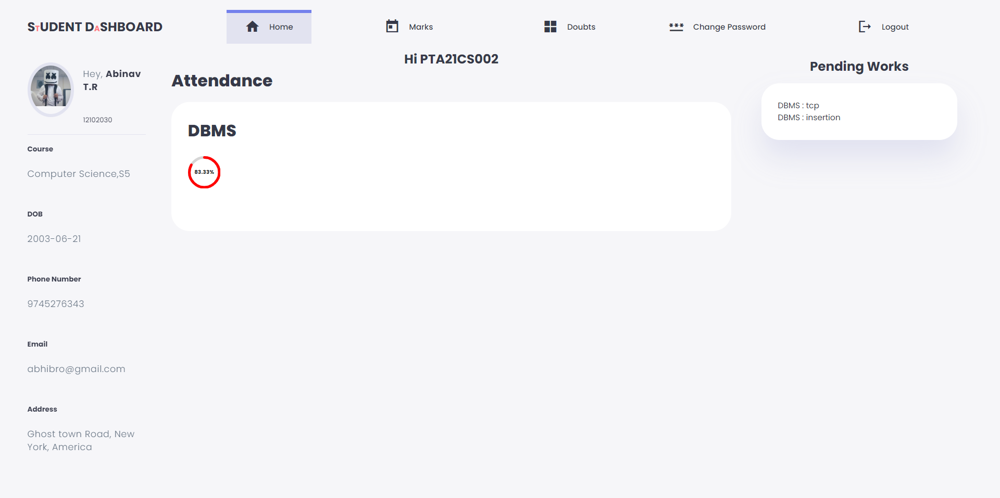 STUDENT DASHBOARD
Home
Marks
Doubts
*** Change Password
Logout
Hi PTA21CS002
Hey, Abinav
T.R
12102030
Course
Computer Science,S5
DOB
2003-06-21
Phone Number
9745276343
Email
abhibro@gmail.com
Address
Ghost town Road, New
York, America
Attendance
DBMS
83.33%
Pending Works
DBMS : tcp
DBMS : insertion